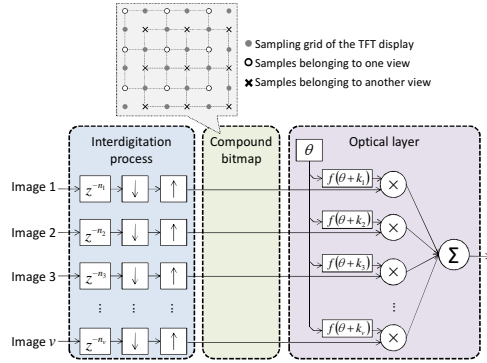 Sampling grid of the TFT display
Samples belonging to one view
Samples belonging to another view
Interdigitation process
Compound bitmap
Optical layer
θ
Image 1
z^{-n_1}
↓
↑
f(θ+k_1)
×
Image 2
z^{-n_2}
↓
↑
f(θ+k_2)
×
Σ
Image 3
z^{-n_3}
↓
↑
f(θ+k_3)
×
⋮
⋮
⋮
Image v
z^{-n_v}
↓
↑
f(θ+k_v)
×